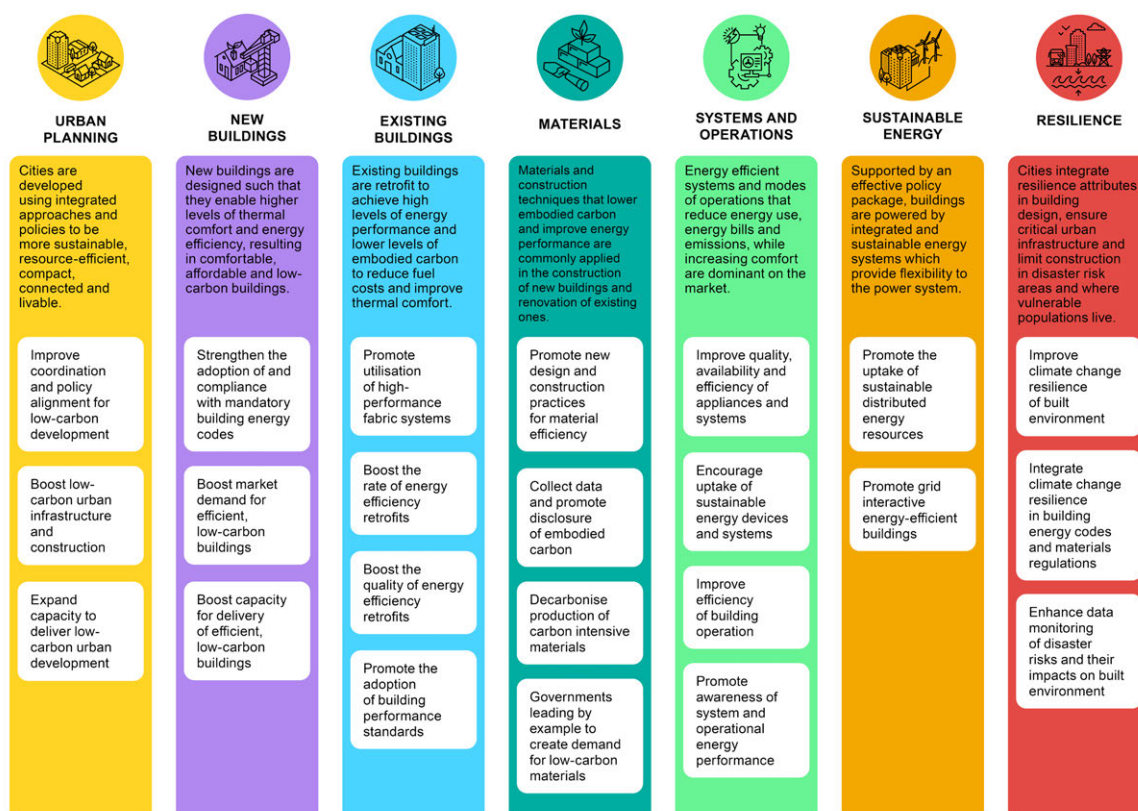 URBAN
PLANNING
Cities are
developed
using integrated
approaches and
policies to be
more sustainable,
resource-efficient,
compact,
connected and
livable.
Improve
coordination
and policy
alignment for
low-carbon
development
Boost low-
carbon urban
infrastructure
and
construction
Expand
capacity to
deliver low-
carbon urban
development
NEW
BUILDINGS
New buildings are
designed such that
they enable higher
levels of thermal
comfort and energy
efficiency, resulting
in comfortable,
affordable and low-
carbon buildings.
Strengthen the
adoption of and
compliance
with mandatory
building energy
codes
Boost market
demand for
efficient,
low-carbon
buildings
Boost capacity
for delivery
of efficient,
low-carbon
buildings
EXISTING
BUILDINGS
Existing buildings
are retrofit to
achieve high
levels of energy
performance and
lower levels of
embodied carbon
to reduce fuel
costs and improve
thermal comfort.
Promote
utilisation
of high-
performance
fabric systems
Boost the
rate of energy
efficiency
retrofits
Boost the
quality of energy
efficiency
retrofits
Promote the
adoption
of building
performance
standards
MATERIALS
Materials and
construction
techniques that lower
embodied carbon
and improve energy
performance are
commonly applied
in the construction
of new buildings and
renovation of existing
ones.
Promote new
design and
construction
practices
for material
efficiency
Collect data
and promote
disclosure
of embodied
carbon
Decarbonise
production of
carbon intensive
materials
Governments
leading by
example to
create demand
for low-carbon
materials
SYSTEMS AND
OPERATIONS
Energy efficient
systems and modes
of operations that
reduce energy use,
energy bills and
emissions, while
increasing comfort
are dominant on the
market.
Improve quality,
availability and
efficiency of
appliances and
systems
Encourage
uptake of
sustainable
energy devices
and systems
Improve
efficiency
of building
operation
Promote
awareness of
system and
operational
energy
performance
SUSTAINABLE
ENERGY
Supported by an
effective policy
package, buildings
are powered by
integrated and
sustainable energy
systems which
provide flexibility to
the power system.
Promote the
uptake of
sustainable
distributed
energy
resources
Promote grid
interactive
energy-efficient
buildings
RESILIENCE
Cities integrate
resilience attributes
in building
design, ensure
critical urban
infrastructure and
limit construction
in disaster risk
areas and where
vulnerable
populations live.
Improve
climate change
resilience
of built
environment
Integrate
climate change
resilience
in building
energy codes
and materials
regulations
Enhance data
monitoring
of disaster
risks and their
impacts on built
environment